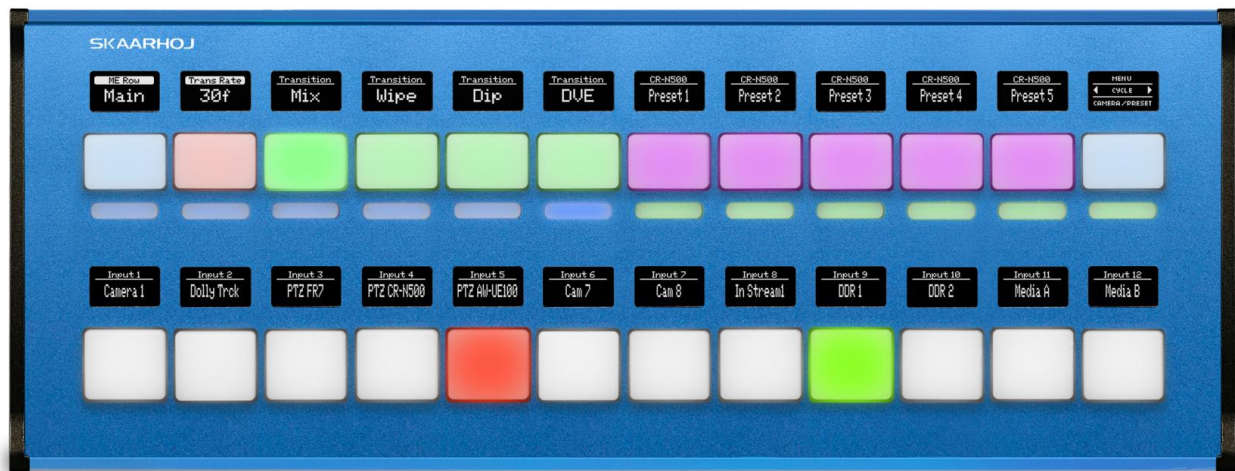 SKAARHOJ
ME Row
Main
Trans Rate
30f
Transition
Mix
Transition
Wipe
Transition
Dip
Transition
DVE
CR-N500
Preset 1
CR-N500
Preset 2
CR-N500
Preset 3
CR-N500
Preset 4
CR-N500
Preset 5
MENU
CYCLE
CAMERA/PRESET
Input 1
Camera 1
Input 2
Dolly Trck
Input 3
PTZ FR7
Input 4
PTZ CR-N500
Input 5
PTZ AW-UE100
Input 6
Cam 7
Input 7
Cam 8
Input 8
In Stream1
Input 9
DDR 1
Input 10
DDR 2
Input 11
Media A
Input 12
Media B